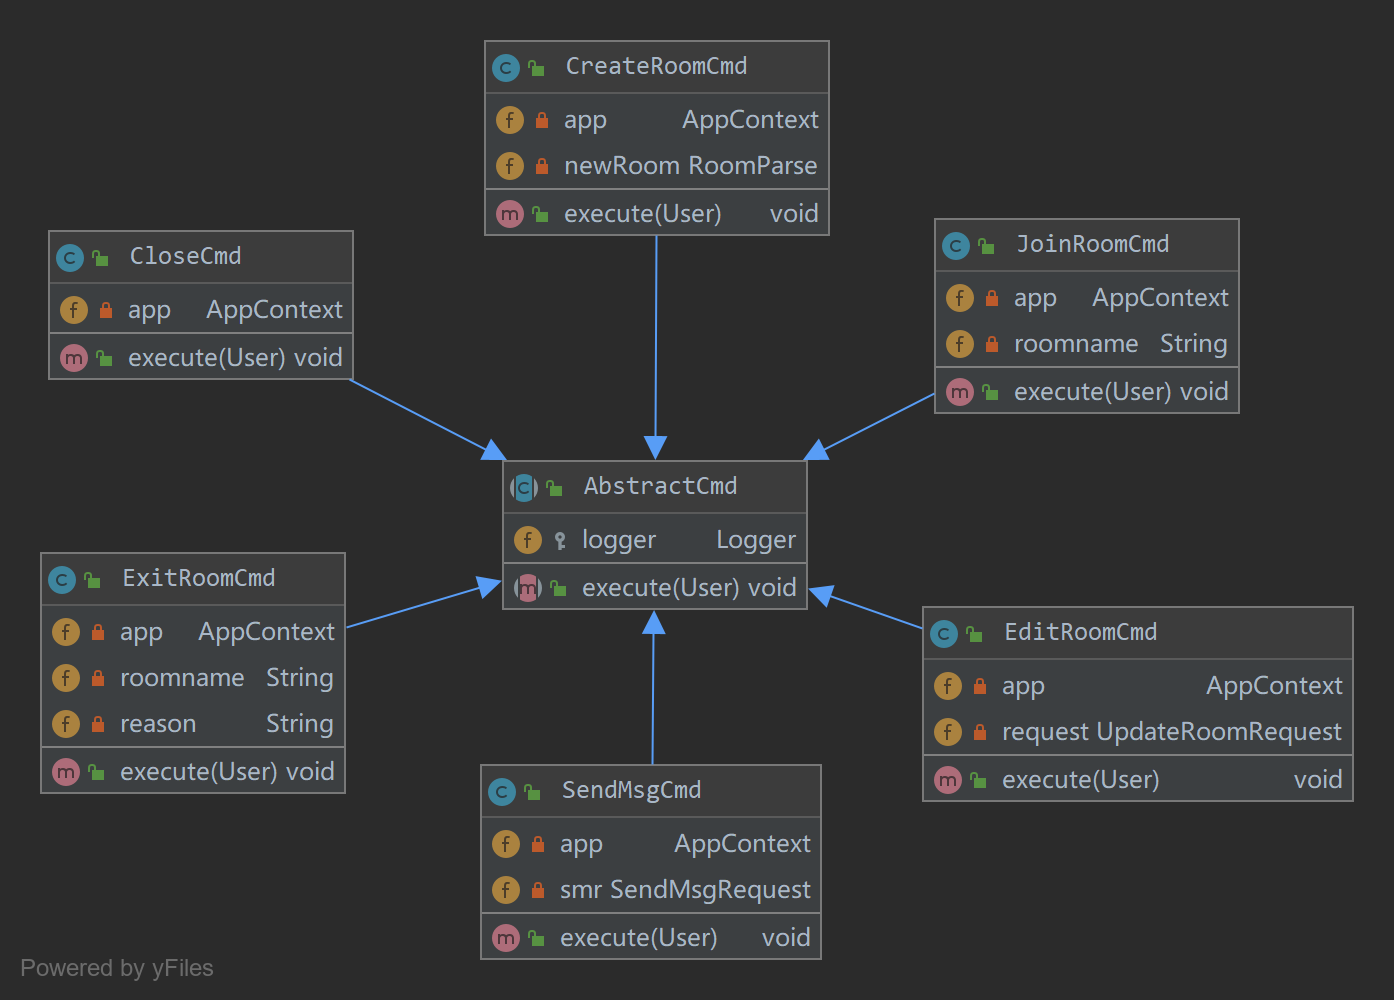 CreateRoomCmd
app AppContext
newRoom RoomParse
execute(User) void
CloseCmd
app AppContext
execute(User) void
JoinRoomCmd
app AppContext
roomname String
execute(User) void
AbstractCmd
logger Logger
execute(User) void
ExitRoomCmd
app AppContext
roomname String
reason String
execute(User) void
EditRoomCmd
app AppContext
request UpdateRoomRequest
execute(User) void
SendMsgCmd
app AppContext
smr SendMsgRequest
execute(User) void
Powered by yFiles